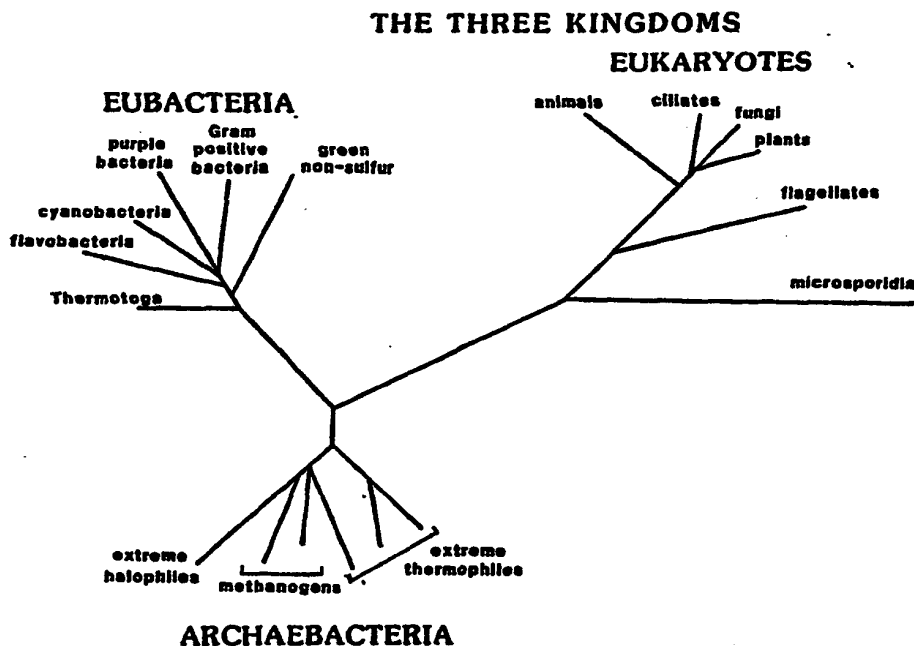 THE THREE KINGDOMS
EUKARYOTES
EUBACTERIA
animals
ciliates
fungi
plants
flagellates
microsporidia
purple
bacteria
Gram
positive
bacteria
green
non-sulfur
cyanobacteria
flavobacteria
Thermotoga
extreme
halophiles
methanogens
extreme
thermophiles
ARCHAEBACTERIA